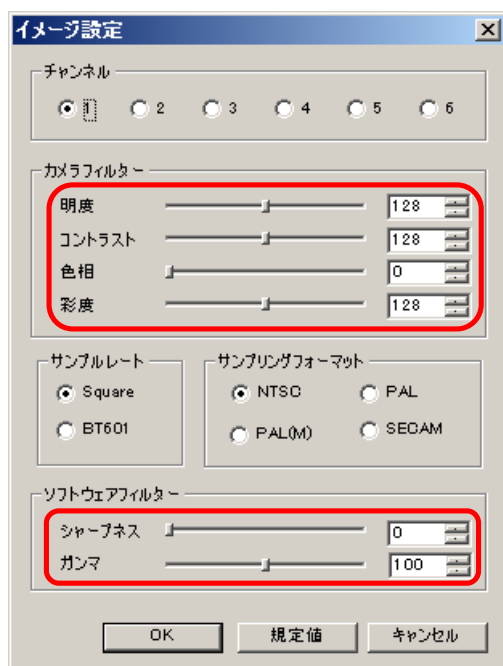 イメージ設定
チャンネル
1 2 3 4 5 6
カメラフィルター
明度 128
コントラスト 128
色相 0
彩度 128
サンプルレート
Square
BT601
サンプリングフォーマット
NTSC PAL
PAL(M) SECAM
ソフトウェアフィルター
シャープネス 0
ガンマ 100
OK 規定値 キャンセル